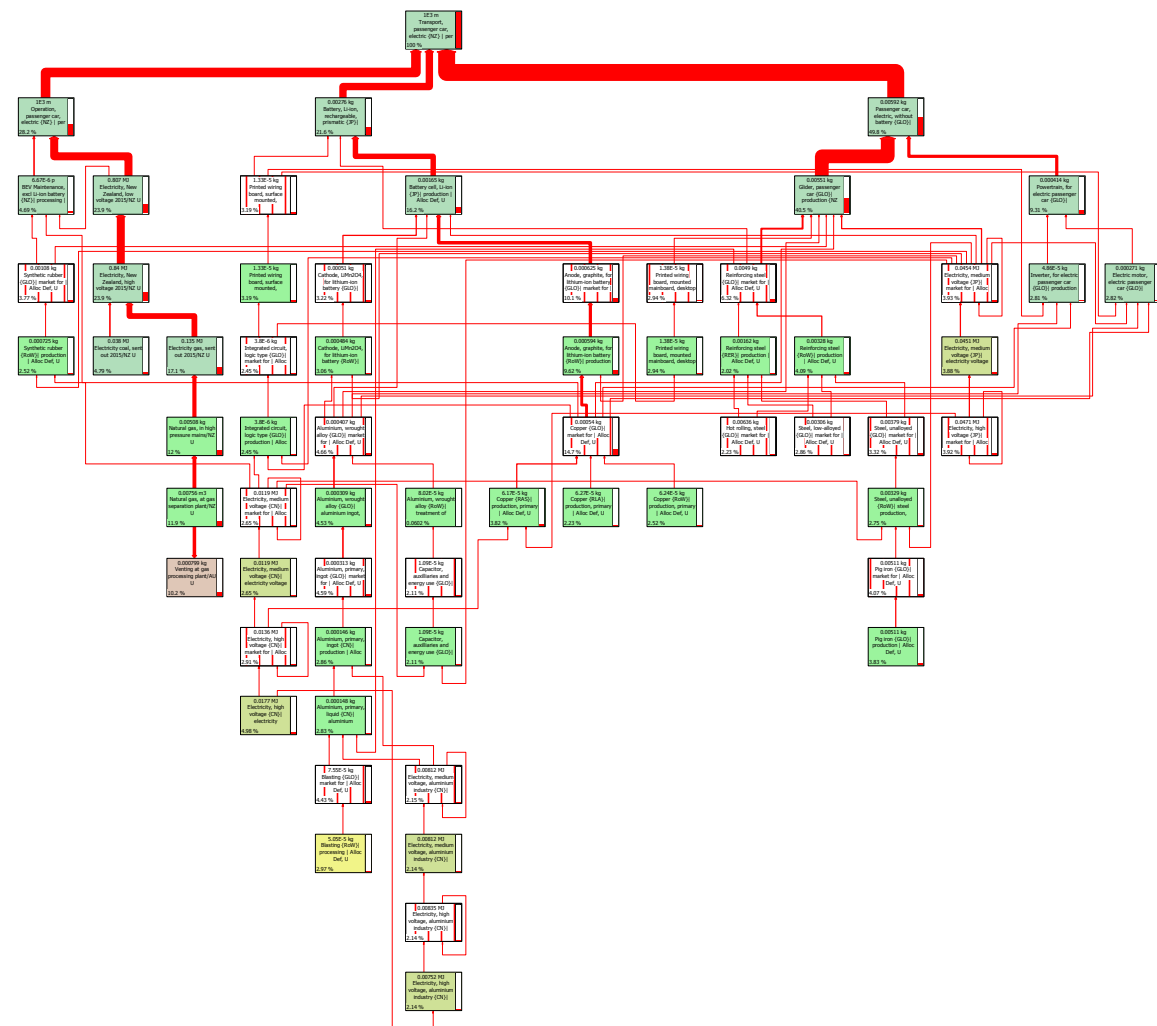 1E3 m
Transport,
passenger car,
electric {NZ} | per
100 %
1E3 m
Operation,
passenger car,
electric {NZ} | per
28.2 %
0.00276 kg
Battery, Li-ion,
rechargeable,
prismatic {JP}|
21.6 %
0.00592 kg
Passenger car,
electric, without
battery {GLO}|
49.8 %
6.67E-6 p
BEV Maintenance,
excl Li-ion battery
{NZ}| processing |
4.69 %
0.807 MJ
Electricity, New
Zealand, low
voltage 2015/NZ U
23.9 %
1.33E-5 kg
Printed wiring
board, surface
mounted,
3.19 %
0.00165 kg
Battery cell, Li-ion
{JP}| production |
Alloc Def, U
16.2 %
0.00551 kg
Glider, passenger
car {GLO}|
production {NZ
40.5 %
0.000414 kg
Powertrain, for
electric passenger
car {GLO}|
9.31 %
0.00108 kg
Synthetic rubber
{GLO}| market for
| Alloc Def, U
3.77 %
0.84 MJ
Electricity, New
Zealand, high
voltage 2015/NZ U
23.9 %
1.33E-5 kg
Printed wiring
board, surface
mounted,
3.19 %
0.00051 kg
Cathode, LiMn2O4,
for lithium-ion
battery {GLO}|
3.22 %
0.000625 kg
Anode, graphite, for
lithium-ion battery
{GLO}| market for |
10.1 %
1.38E-5 kg
Printed wiring
board, mounted
mainboard, desktop
2.94 %
0.0049 kg
Reinforcing steel
{GLO}| market for |
Alloc Def, U
6.32 %
0.0454 MJ
Electricity, medium
voltage {JP}|
market for | Alloc
3.93 %
4.86E-5 kg
Inverter, for electric
passenger car
{GLO}| production
2.81 %
0.000271 kg
Electric motor,
electric passenger
car {GLO}|
2.82 %
0.000725 kg
Synthetic rubber
{RoW}| production
| Alloc Def, U
2.52 %
0.038 MJ
Electricity coal, sent
out 2015/NZ U
4.79 %
0.135 MJ
Electricity gas, sent
out 2015/NZ U
17.1 %
3.8E-6 kg
Integrated circuit,
logic type {GLO}|
market for | Alloc
2.45 %
0.000484 kg
Cathode, LiMn2O4,
for lithium-ion
battery {RoW}|
3.06 %
0.000594 kg
Anode, graphite, for
lithium-ion battery
{RoW}| production
9.62 %
1.38E-5 kg
Printed wiring
board, mounted
mainboard, desktop
2.94 %
0.00162 kg
Reinforcing steel
{RER}| production |
Alloc Def, U
2.02 %
0.00328 kg
Reinforcing steel
{RoW}| production
| Alloc Def, U
4.09 %
0.0451 MJ
Electricity, medium
voltage {JP}|
electricity voltage
3.88 %
0.00508 kg
Natural gas, in high
pressure mains/NZ
U
12 %
3.8E-6 kg
Integrated circuit,
logic type {GLO}|
production | Alloc
2.45 %
0.000407 kg
Aluminium, wrought
alloy {GLO}| market
for | Alloc Def, U
4.66 %
0.00054 kg
Copper {GLO}|
market for | Alloc
Def, U
14.7 %
0.00636 kg
Hot rolling, steel
{GLO}| market for |
Alloc Def, U
2.23 %
0.00306 kg
Steel, low-alloyed
{GLO}| market for |
Alloc Def, U
2.86 %
0.00379 kg
Steel, unalloyed
{GLO}| market for |
Alloc Def, U
3.32 %
0.0471 MJ
Electricity, high
voltage {JP}|
market for | Alloc
3.92 %
0.00756 m3
Natural gas, at gas
separation plant/NZ
U
11.9 %
0.0119 MJ
Electricity, medium
voltage {CN}|
market for | Alloc
2.65 %
0.000309 kg
Aluminium, wrought
alloy {GLO}|
aluminium ingot,
4.53 %
8.02E-5 kg
Aluminium, wrought
alloy {RoW}|
treatment of
0.0602 %
6.17E-5 kg
Copper {RAS}|
production, primary
| Alloc Def, U
3.82 %
6.27E-5 kg
Copper {RLA}|
production, primary
| Alloc Def, U
2.23 %
6.24E-5 kg
Copper {RoW}|
production, primary
| Alloc Def, U
2.52 %
0.00329 kg
Steel, unalloyed
{RoW}| steel
production,
2.75 %
0.000799 kg
Venting at gas
processing plant/AU
U
10.2 %
0.0119 MJ
Electricity, medium
voltage {CN}|
electricity voltage
2.65 %
0.000313 kg
Aluminium, primary,
ingot {GLO}| market
for | Alloc Def, U
4.59 %
1.09E-5 kg
Capacitor,
auxiliaries and
energy use {GLO}|
2.11 %
0.00511 kg
Pig iron {GLO}|
market for | Alloc
Def, U
4.07 %
0.0136 MJ
Electricity, high
voltage {CN}|
market for | Alloc
2.91 %
0.000146 kg
Aluminium, primary,
ingot {CN}|
production | Alloc
2.86 %
1.09E-5 kg
Capacitor,
auxiliaries and
energy use {GLO}|
2.11 %
0.00511 kg
Pig iron {GLO}|
production | Alloc
Def, U
3.83 %
0.0177 MJ
Electricity, high
voltage {CN}|
electricity
4.98 %
0.000148 kg
Aluminium, primary,
liquid {CN}|
aluminium
2.83 %
7.55E-5 kg
Blasting {GLO}|
market for | Alloc
Def, U
4.43 %
0.00812 MJ
Electricity, medium
voltage, aluminium
industry {CN}|
2.15 %
5.05E-5 kg
Blasting {RoW}|
processing | Alloc
Def, U
2.97 %
0.00812 MJ
Electricity, medium
voltage, aluminium
industry {CN}|
2.14 %
0.00835 MJ
Electricity, high
voltage, aluminium
industry {CN}|
2.14 %
0.00752 MJ
Electricity, high
voltage, aluminium
industry {CN}|
2.14 %